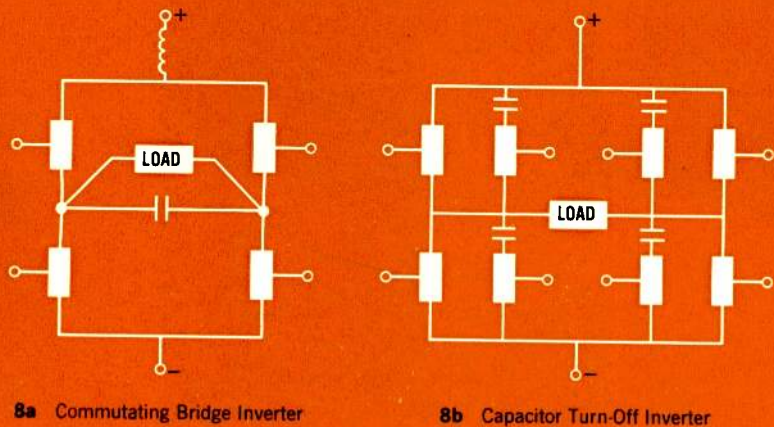 + +
LOAD
LOAD
- -
8a Commutating Bridge Inverter
8b Capacitor Turn-Off Inverter